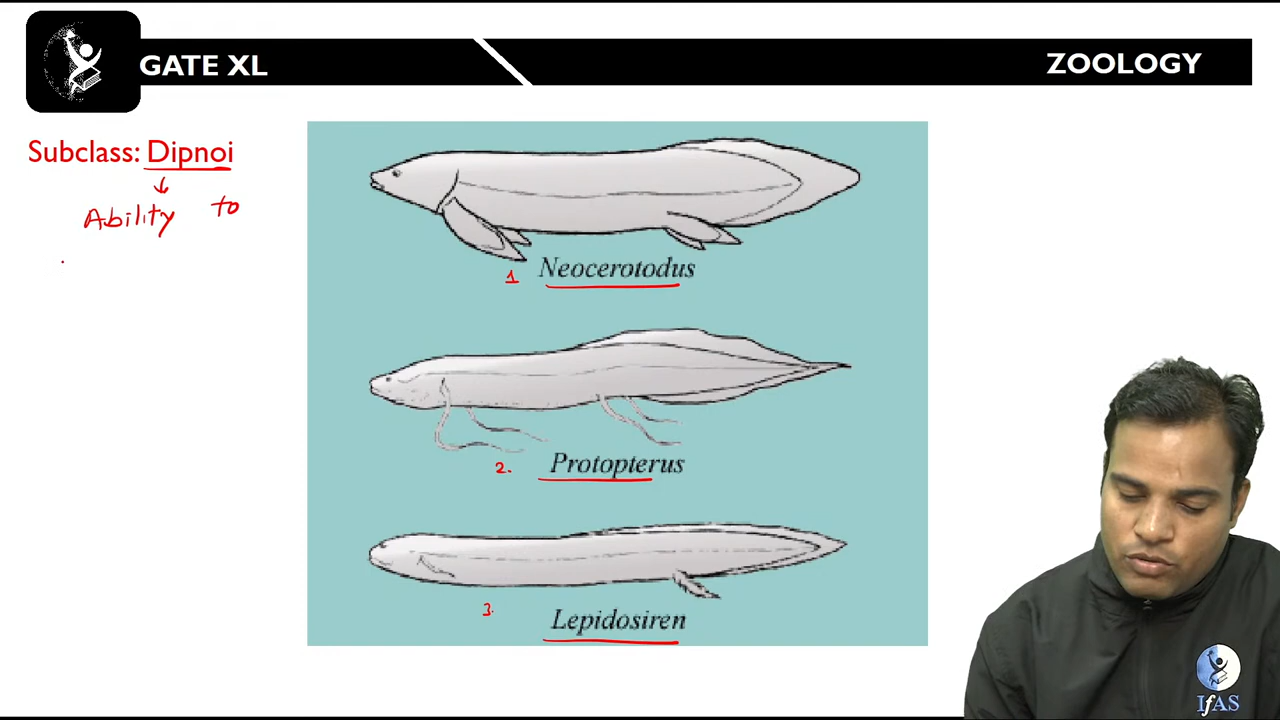 GATE XL
ZOOLOGY
Subclass: Dipnoi
↓
Ability to
1 Neocerotodus
2. Protopterus
3. Lepidosiren
IfAS